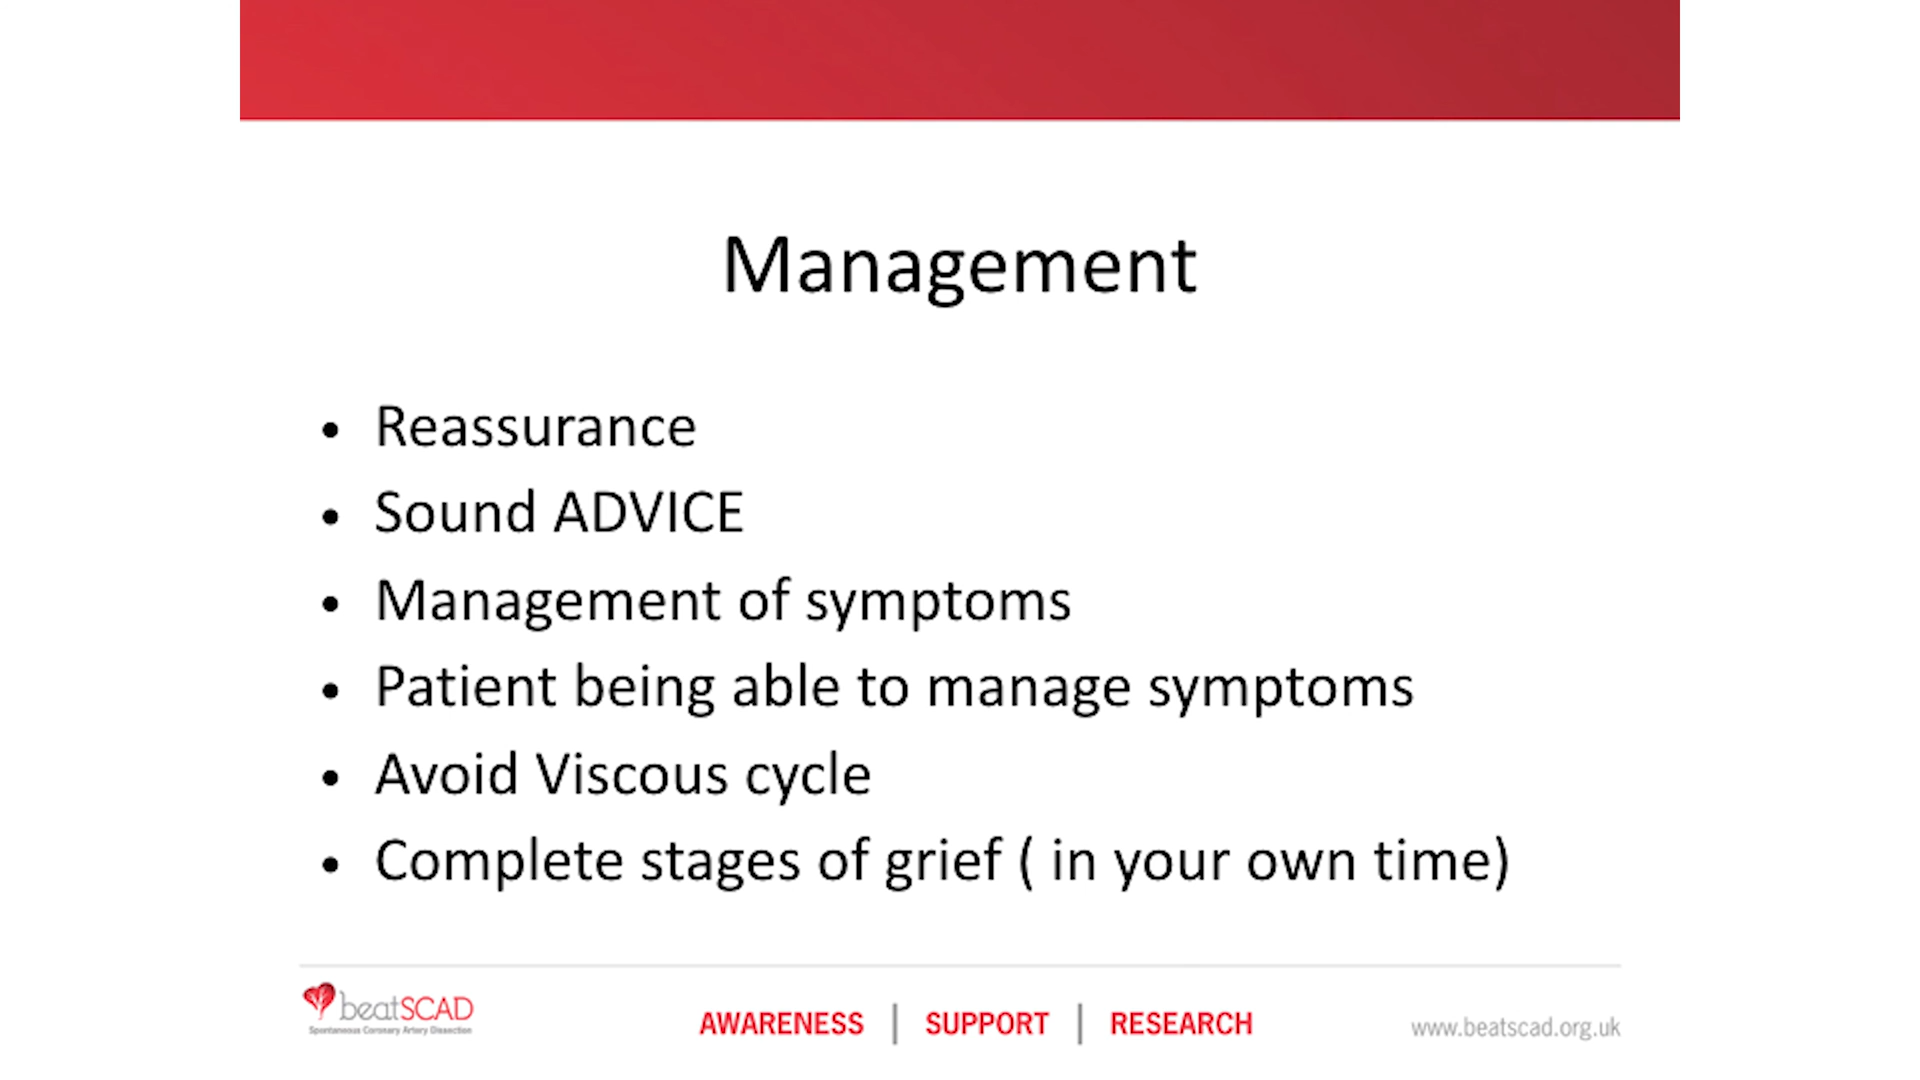 Management
• Reassurance
• Sound ADVICE
• Management of symptoms
• Patient being able to manage symptoms
• Avoid Viscous cycle
• Complete stages of grief ( in your own time)
beatSCAD
Spontaneous Coronary Artery Dissection
AWARENESS | SUPPORT | RESEARCH
www.beatscad.org.uk